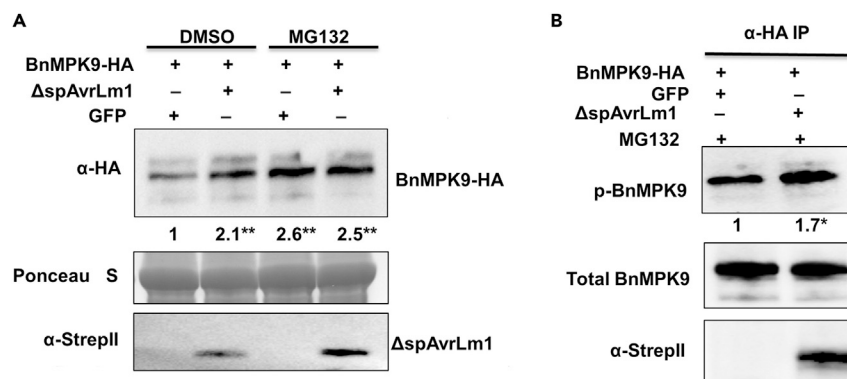 A
DMSO MG132
BnMPK9-HA + + + +
ΔspAvrLm1 – + – +
GFP + – + –
α-HA BnMPK9-HA
1 2.1** 2.6** 2.5**
Ponceau S
α-StrepII ΔspAvrLm1
B
α-HA IP
BnMPK9-HA + +
GFP + –
ΔspAvrLm1 – +
MG132 + +
p-BnMPK9
1 1.7*
Total BnMPK9
α-StrepII